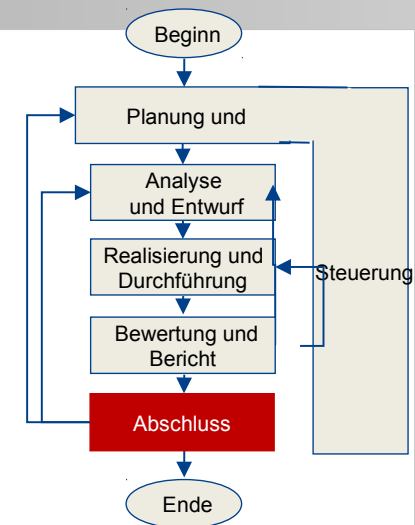 Beginn
Planung und
Steuerung
Analyse
und Entwurf
Realisierung und
Durchführung
Bewertung und
Bericht
Abschluss
Ende